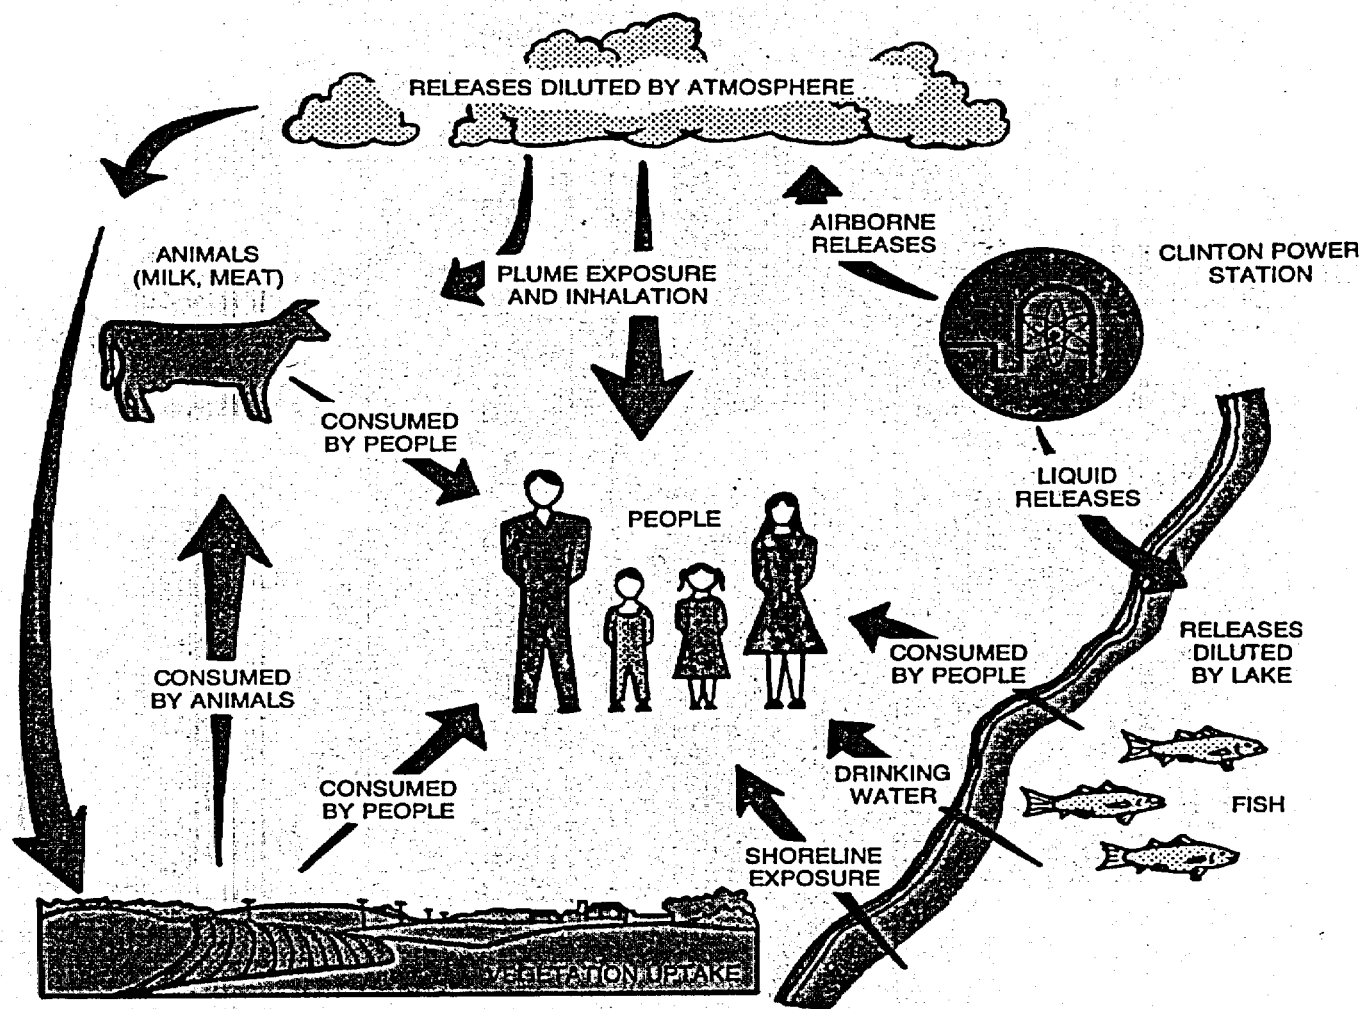 RELEASES DILUTED BY ATMOSPHERE
AIRBORNE
RELEASES
CLINTON POWER
STATION
ANIMALS
(MILK, MEAT)
PLUME EXPOSURE
AND INHALATION
CONSUMED
BY PEOPLE
LIQUID
RELEASES
PEOPLE
RELEASES
DILUTED
BY LAKE
CONSUMED
BY PEOPLE
CONSUMED
BY ANIMALS
CONSUMED
BY PEOPLE
DRINKING
WATER
FISH
SHORELINE
EXPOSURE
VEGETATION UPTAKE